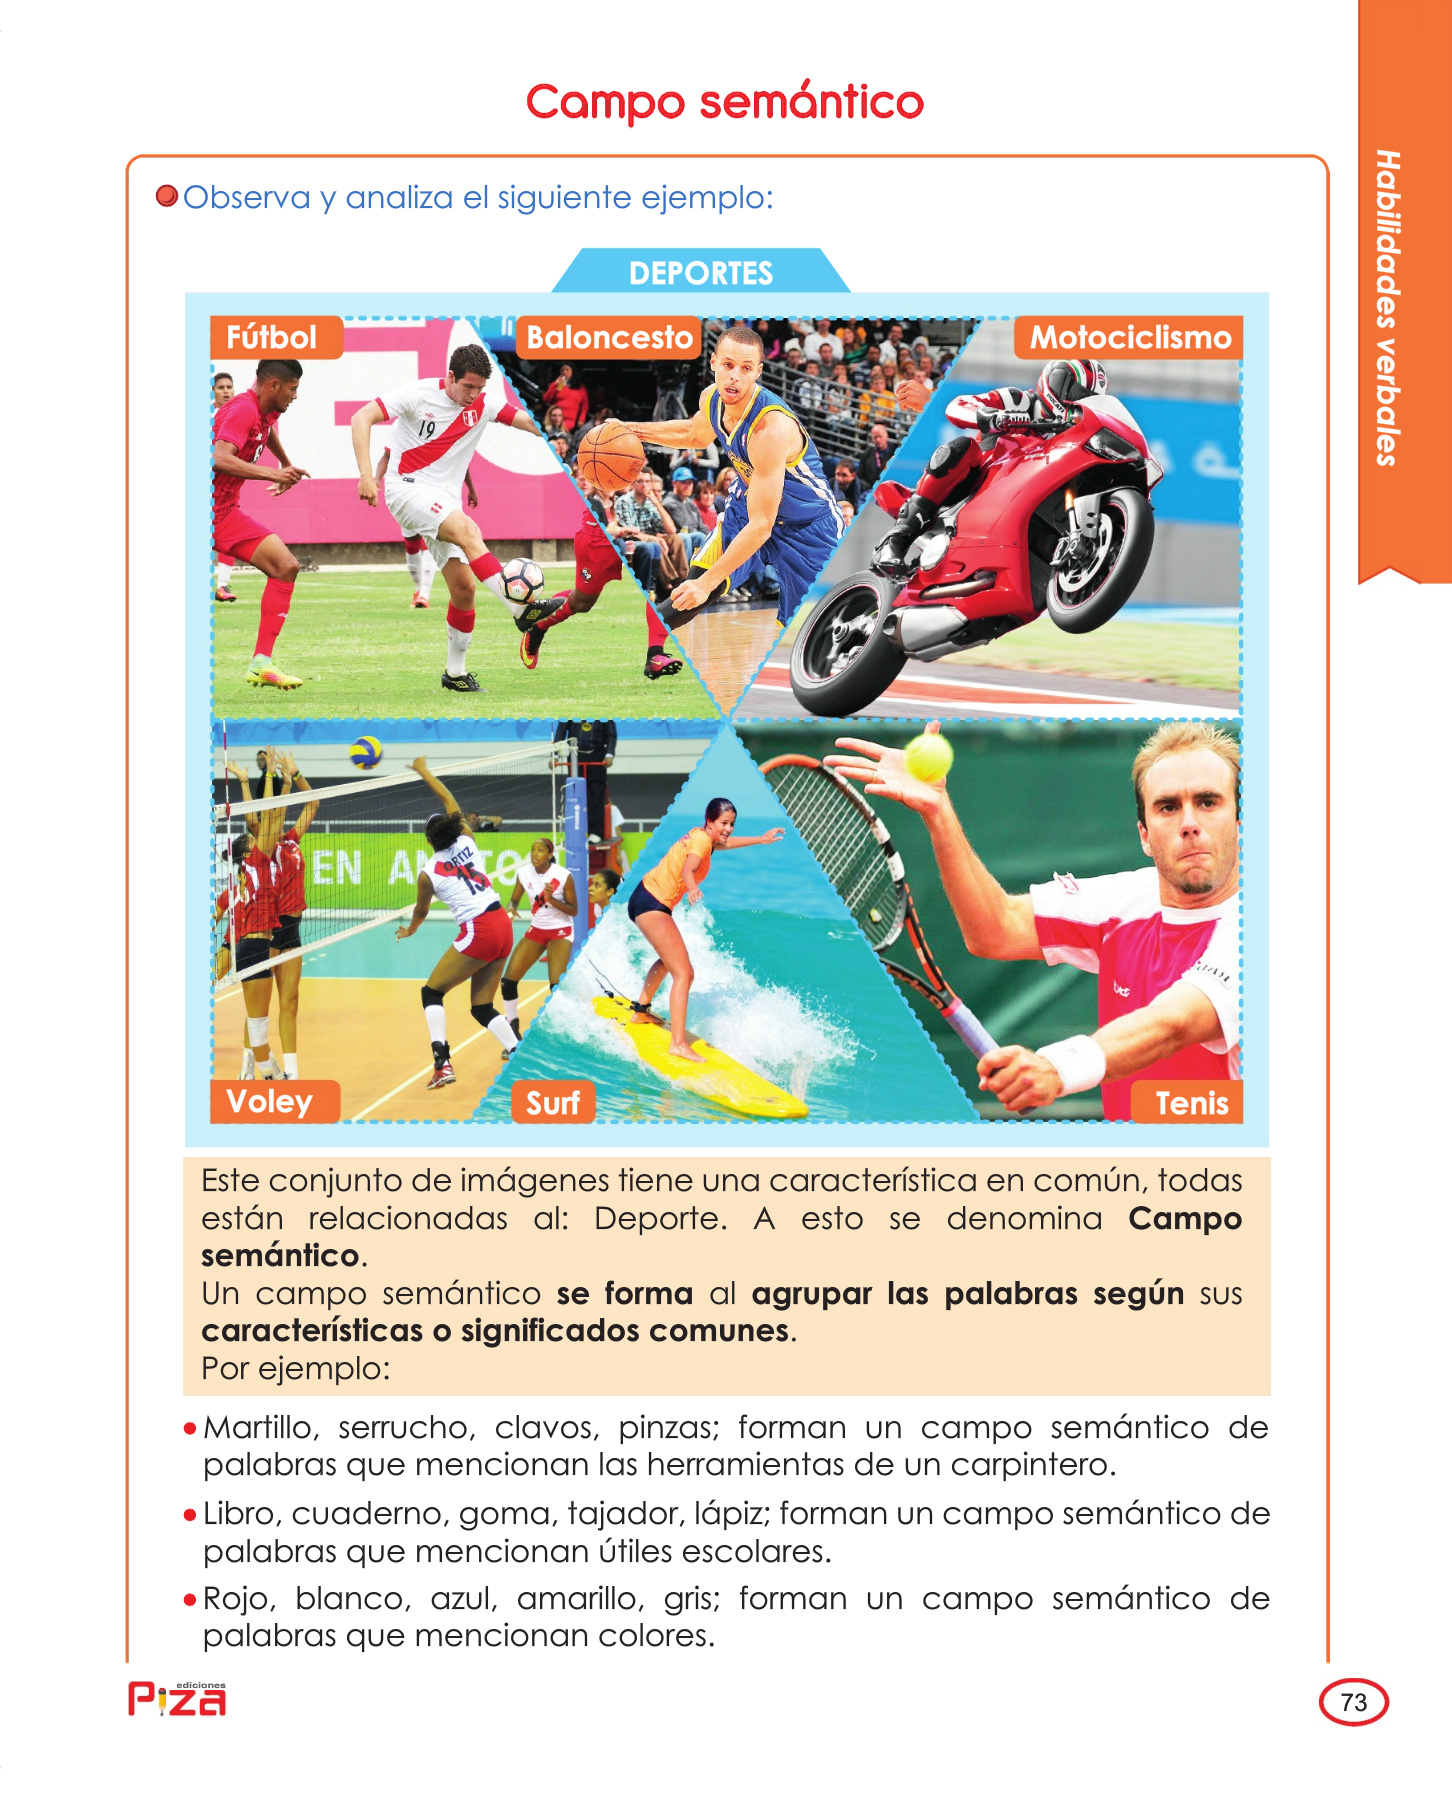 Campo semántico
Habilidades verbales
Observa y analiza el siguiente ejemplo:
DEPORTES
Fútbol
Baloncesto
Motociclismo
19
EN
ORTIZ
15
Voley
Surf
Tenis
Este conjunto de imágenes tiene una característica en común, todas
están relacionadas al: Deporte. A esto se denomina Campo
semántico.
Un campo semántico se forma al agrupar las palabras según sus
características o significados comunes.
Por ejemplo:
Martillo, serrucho, clavos, pinzas; forman un campo semántico de
palabras que mencionan las herramientas de un carpintero.
Libro, cuaderno, goma, tajador, lápiz; forman un campo semántico de
palabras que mencionan útiles escolares.
Rojo, blanco, azul, amarillo, gris; forman un campo semántico de
palabras que mencionan colores.
ediciones
Piza
73